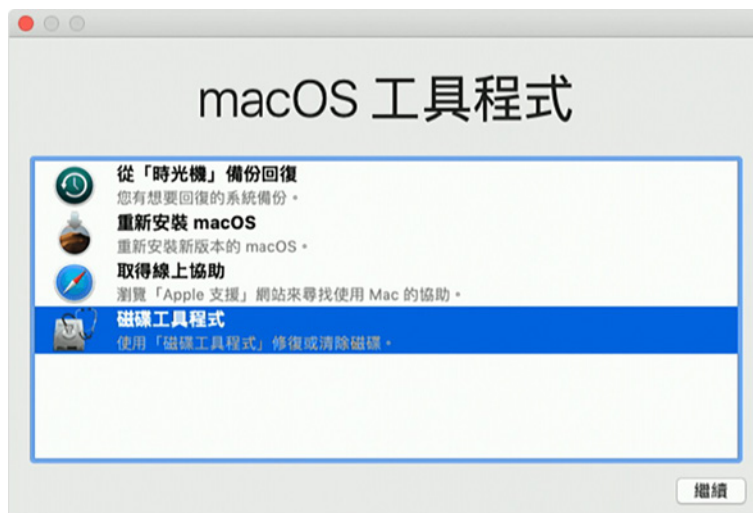 macOS 工具程式
從「時光機」備份回復
您有想要回復的系統備份。
重新安裝 macOS
重新安裝新版本的 macOS。
取得線上協助
瀏覽「Apple 支援」網站來尋找使用 Mac 的協助。
磁碟工具程式
使用「磁碟工具程式」修復或清除磁碟。
繼續